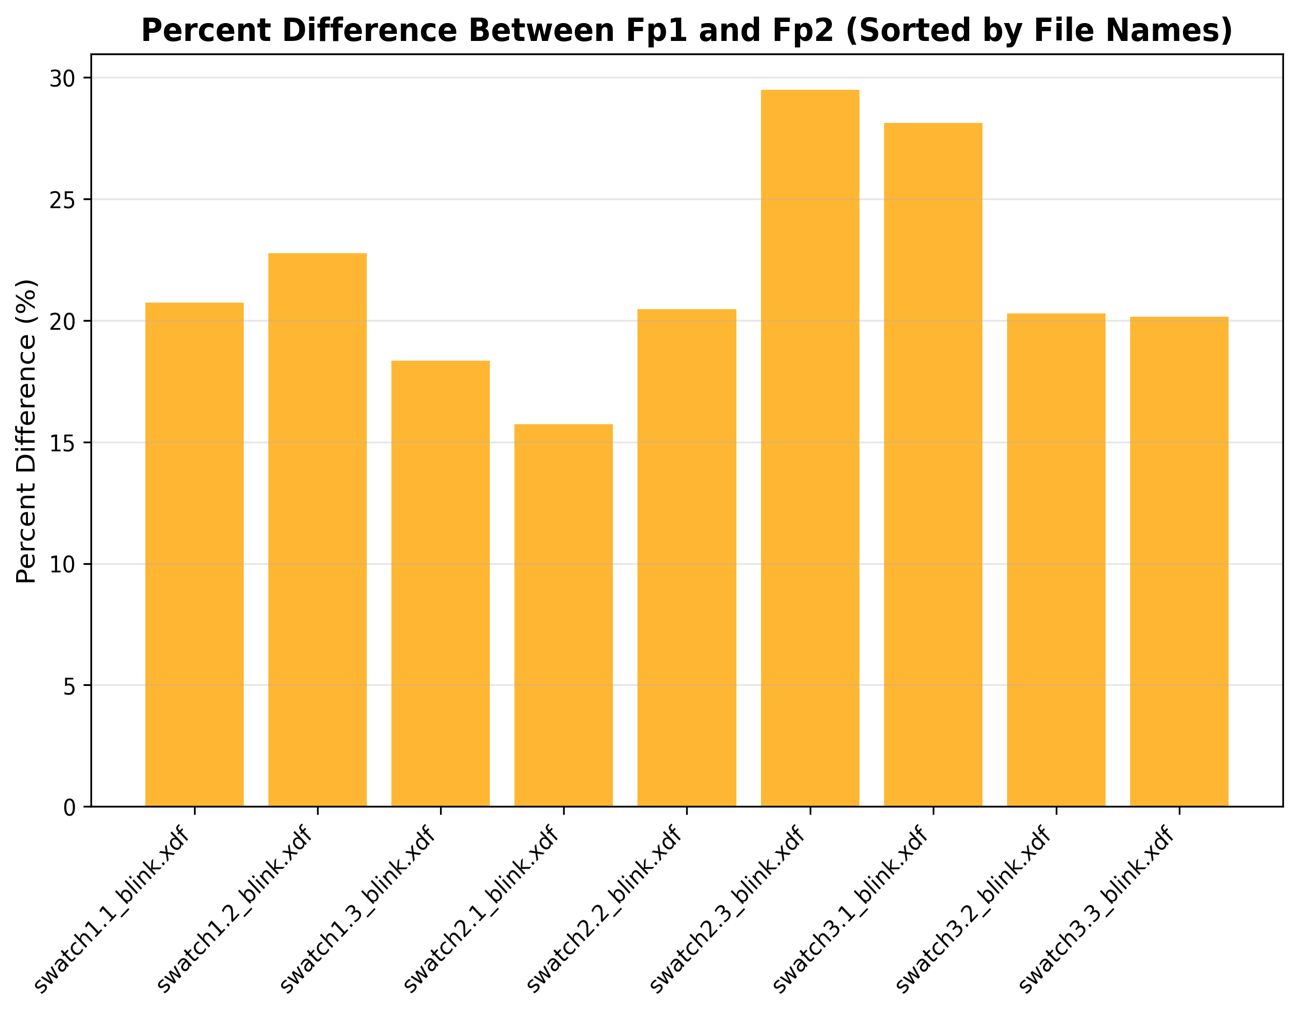 Percent Difference Between Fp1 and Fp2 (Sorted by File Names)
Percent Difference (%)
30
25
20
15
10
5
0
swatch1.1_blink.xdf
swatch1.2_blink.xdf
swatch1.3_blink.xdf
swatch2.1_blink.xdf
swatch2.2_blink.xdf
swatch2.3_blink.xdf
swatch3.1_blink.xdf
swatch3.2_blink.xdf
swatch3.3_blink.xdf